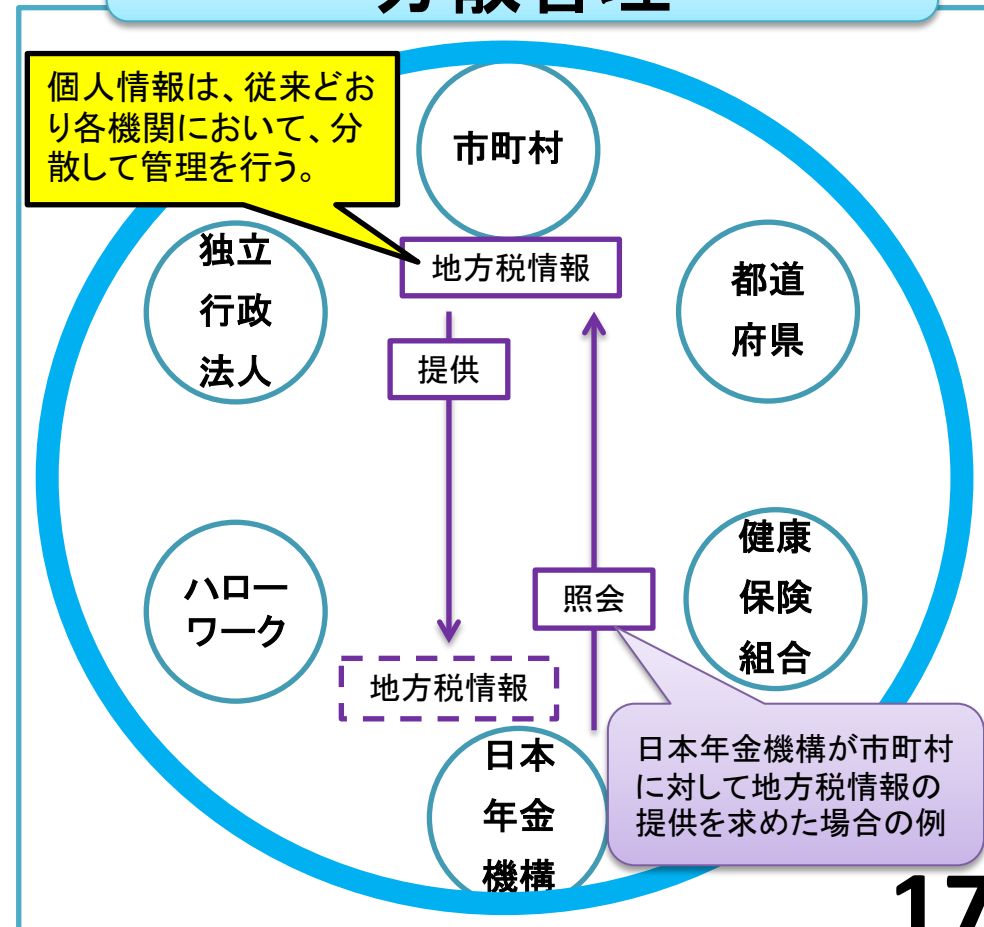 分散管理
個人情報は、従来どお
り各機関において、分
散して管理を行う。
市町村
独立
行政
法人
地方税情報
都道
府県
提供
ハロー
ワーク
照会
健康
保険
組合
地方税情報
日本
年金
機構
日本年金機構が市町村
に対して地方税情報の
提供を求めた場合の例
17